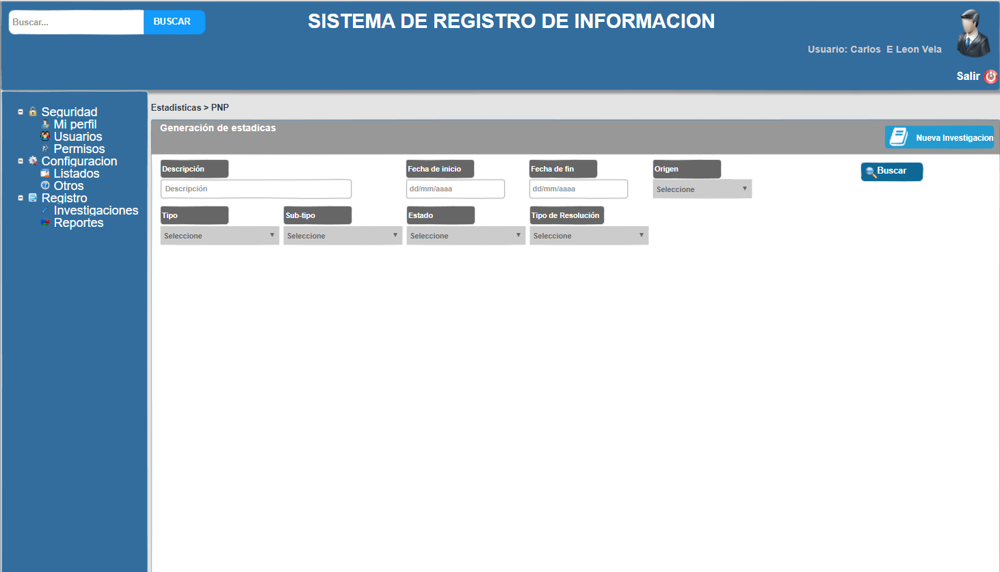 Buscar...
BUSCAR
SISTEMA DE REGISTRO DE INFORMACION
Usuario: Carlos E Leon Vela
Salir
Seguridad
Mi perfil
Usuarios
Permisos
Configuracion
Listados
Otros
Registro
Investigaciones
Reportes
Estadisticas > PNP
Generación de estadicas
Nueva Investigacion
Descripción
Fecha de inicio
Fecha de fin
Origen
Buscar
Descripción
dd/mm/aaaa
dd/mm/aaaa
Seleccione
Tipo
Sub-tipo
Estado
Tipo de Resolución
Seleccione
Seleccione
Seleccione
Seleccione